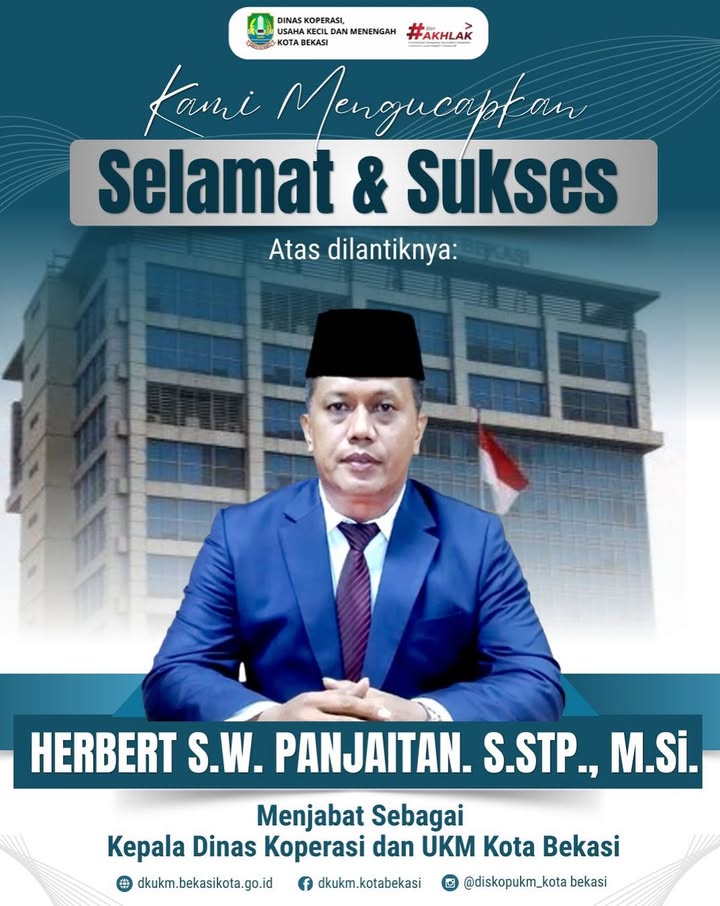 DINAS KOPERASI,
USAHA KECIL DAN MENENGAH
KOTA BEKASI
#AKHLAK
Kami Mengucapkan
Selamat & Sukses
Atas dilantiknya:
BEKASI
HERBERT S.W. PANJAITAN. S.STP., M.Si.
Menjabat Sebagai
Kepala Dinas Koperasi dan UKM Kota Bekasi
dkukm.bekasikota.go.id dkukm.kotabekasi @diskopukm_kota bekasi